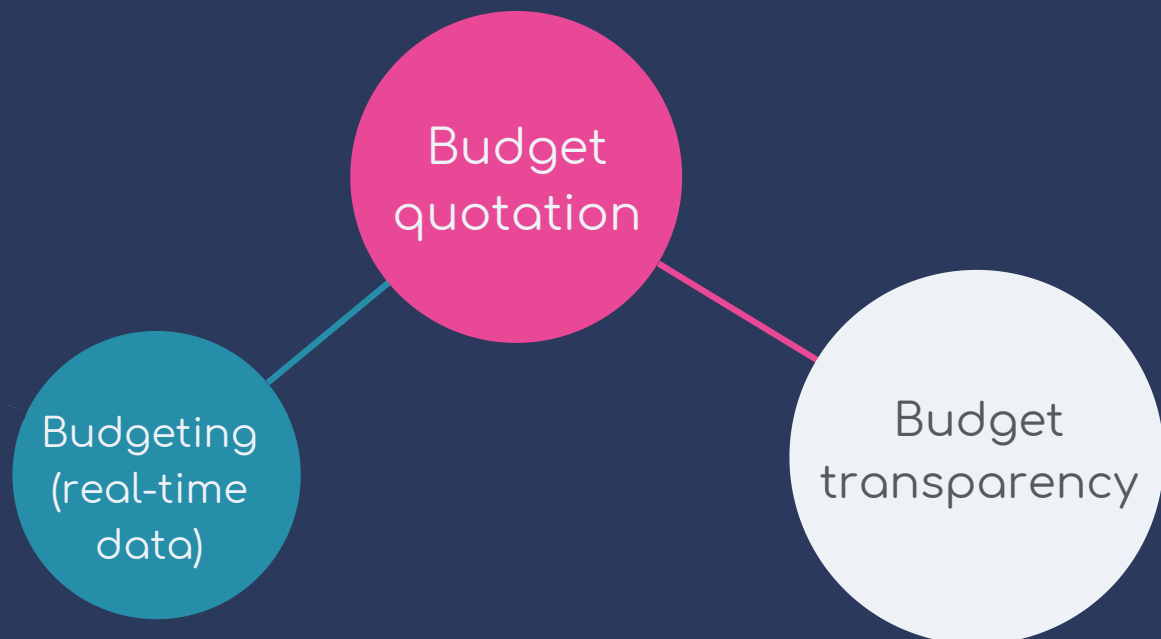 Budget
quotation
Budgeting
(real-time
data)
Budget
transparency